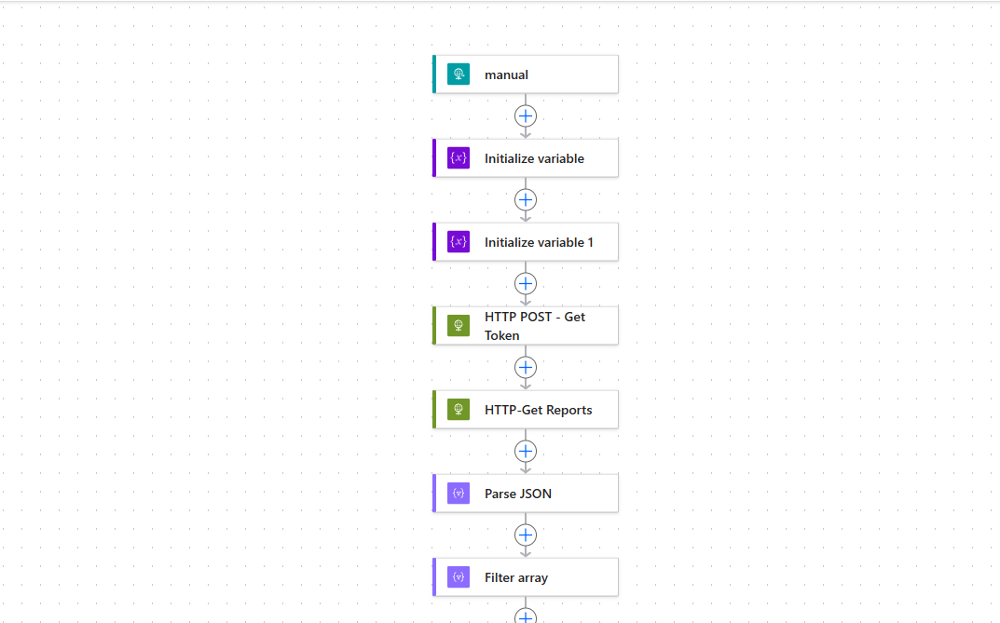 manual
Initialize variable
Initialize variable 1
HTTP POST - Get
Token
HTTP-Get Reports
Parse JSON
Filter array